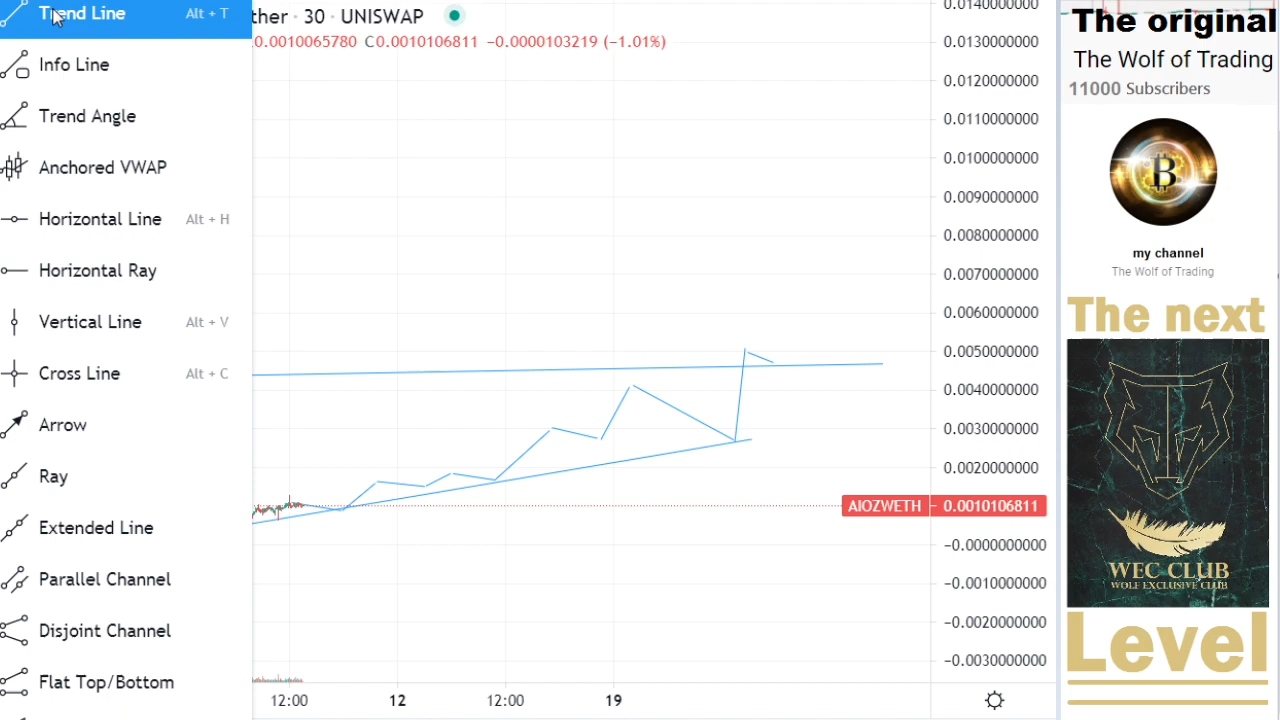 Trend Line Alt + T
Info Line
Trend Angle
Anchored VWAP
Horizontal Line Alt + H
Horizontal Ray
Vertical Line Alt + V
Cross Line Alt + C
Arrow
Ray
Extended Line
Parallel Channel
Disjoint Channel
Flat Top/Bottom
ther · 30 · UNISWAP
0.0010065780 C0.0010106811 −0.0000103219 (−1.01%)
0.0140000000
0.0130000000
0.0120000000
0.0110000000
0.0100000000
0.0090000000
0.0080000000
0.0070000000
0.0060000000
0.0050000000
0.0040000000
0.0030000000
0.0020000000
AIOZWETH 0.0010106811
−0.0000000000
−0.0010000000
−0.0020000000
−0.0030000000
12:00 12 12:00 19
The original
The Wolf of Trading
11000 Subscribers
B
my channel
The Wolf of Trading
The next
WEC CLUB
WOLF EXCLUSIVE CLUB
Level